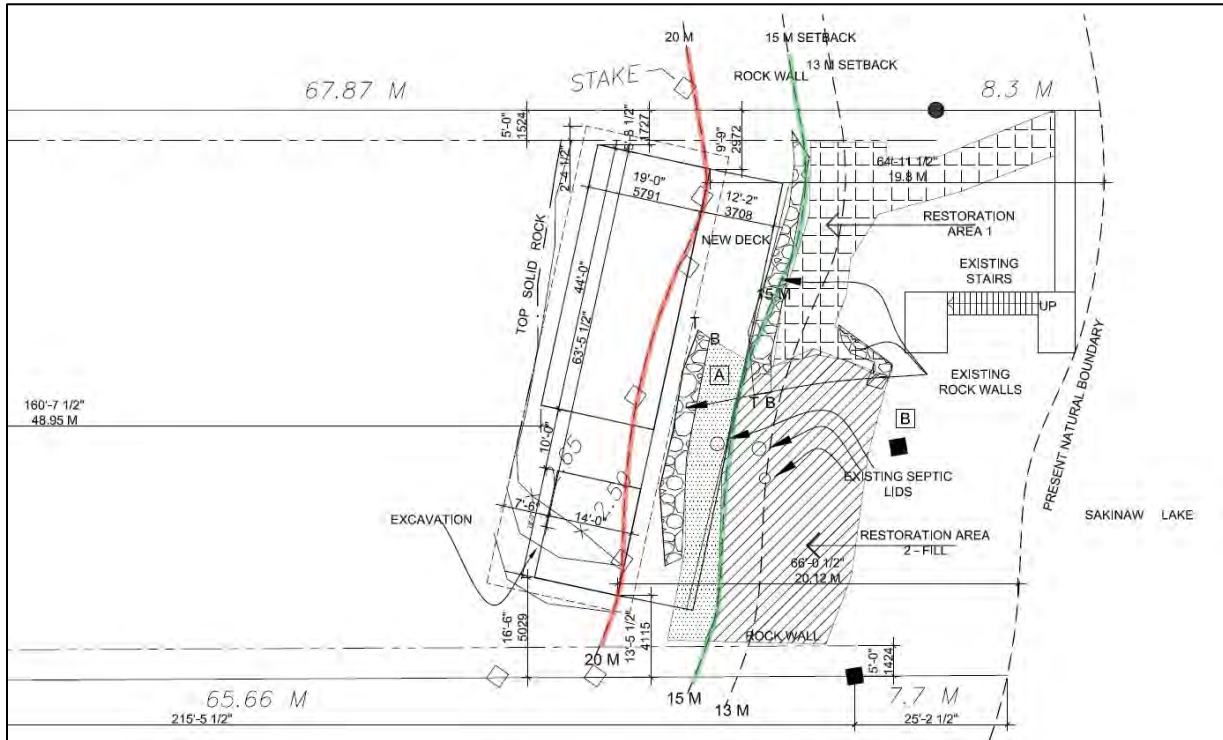 20 M
15 M SETBACK
13 M SETBACK
ROCK WALL
STAKE
67.87 M
8.3 M
5'-0"
1524
1727
9'-9"
2972
2'-4 1/2"
64'-11 1/2"
19.8 M
19'-0"
5791
12'-2"
3708
NEW DECK
RESTORATION
AREA 1
TOP SOLID ROCK
44'-0"
63'-5 1/2"
EXISTING
STAIRS
UP
15 M
T
B
A
EXISTING
ROCK WALLS
PRESENT NATURAL BOUNDARY
160'-7 1/2"
48.95 M
T B
B
10'-0"
65
2.50
EXISTING SEPTIC
LIDS
7'-6"
14'-0"
EXCAVATION
SAKINAW LAKE
RESTORATION AREA
2 - FILL
66'-0 1/2"
20.12 M
16'-6"
5029
13'-5 1/2"
4115
ROCK WALL
5'-0"
1424
20 M
15 M
13 M
65.66 M
215'-5 1/2"
7.7 M
25'-2 1/2"